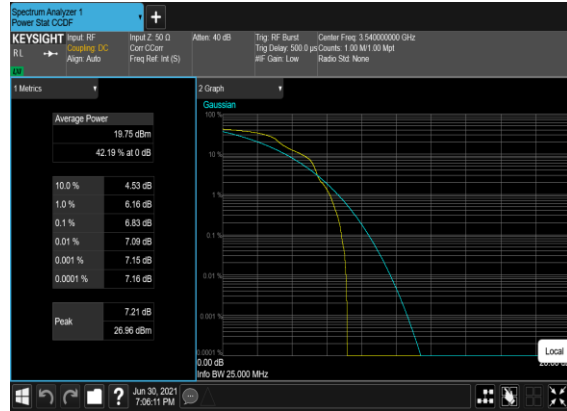 Spectrum Analyzer 1
Power Stat CCDF
KEYSIGHT
RL
Input: RF
Coupling: DC
Align: Auto
Input Z: 50 Ω
Corr CCorr
Freq Ref: Int (S)
Atten: 40 dB
Trig: RF Burst
Trig Delay: 500.0 µs
#IF Gain: Low
Center Freq: 3.540000000 GHz
Counts: 1.00 M/1.00 Mpt
Radio Std: None
1 Metrics
Average Power
19.75 dBm
42.19 % at 0 dB
10.0 % 4.53 dB
1.0 % 6.16 dB
0.1 % 6.83 dB
0.01 % 7.09 dB
0.001 % 7.15 dB
0.0001 % 7.16 dB
Peak
7.21 dB
26.96 dBm
2 Graph
Gaussian
100 %
10 %
1 %
0.1 %
0.01 %
0.001 %
0.0001 %
0.00 dB
Info BW 25.000 MHz
Local
?
Jun 30, 2021
7:06:11 PM